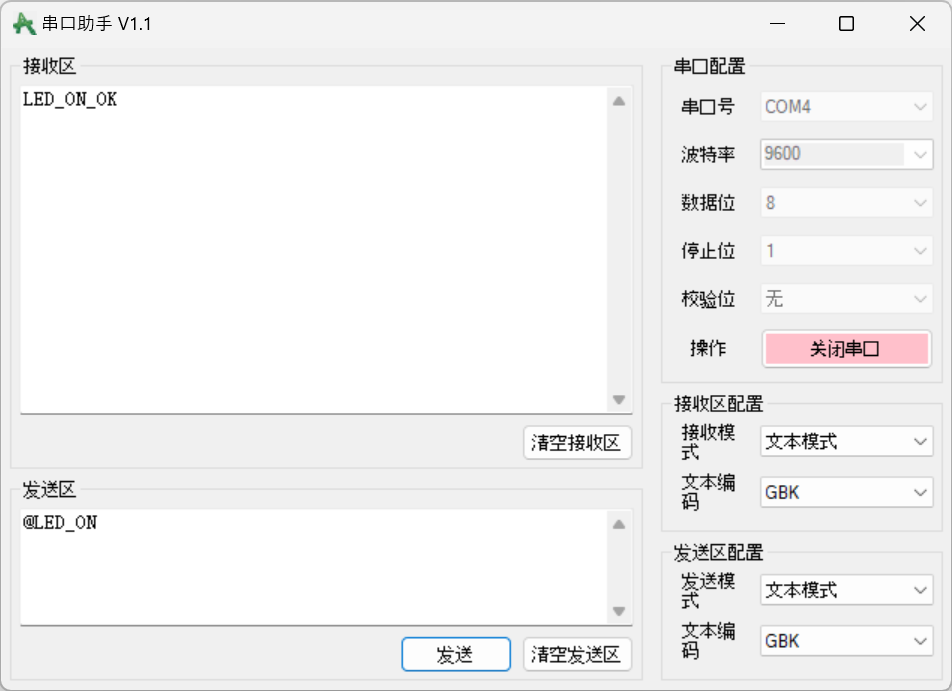 串口助手 V1.1
接收区
LED_ON_OK
清空接收区
发送区
@LED_ON
发送
清空发送区
串口配置
串口号
COM4
波特率
9600
数据位
8
停止位
1
校验位
无
操作
关闭串口
接收区配置
接收模
式
文本模式
文本编
码
GBK
发送区配置
发送模
式
文本模式
文本编
码
GBK